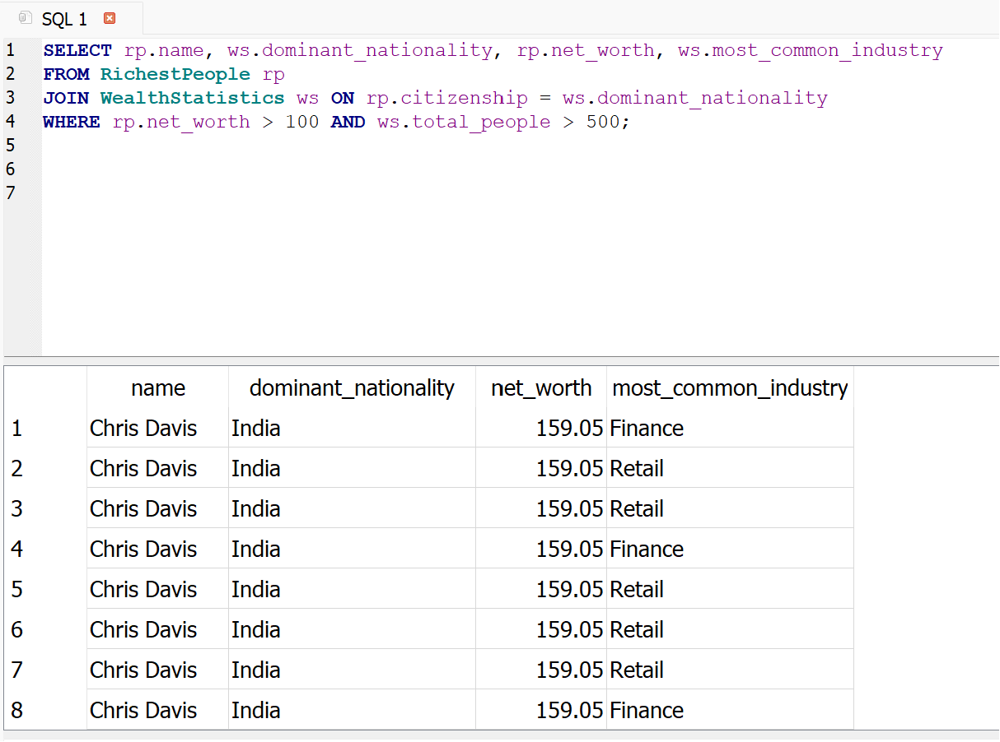 SQL 1
1 SELECT rp.name, ws.dominant_nationality, rp.net_worth, ws.most_common_industry
2 FROM RichestPeople rp
3 JOIN WealthStatistics ws ON rp.citizenship = ws.dominant_nationality
4 WHERE rp.net_worth > 100 AND ws.total_people > 500;
5
6
7
name dominant_nationality net_worth most_common_industry
1 Chris Davis India 159.05 Finance
2 Chris Davis India 159.05 Retail
3 Chris Davis India 159.05 Retail
4 Chris Davis India 159.05 Finance
5 Chris Davis India 159.05 Retail
6 Chris Davis India 159.05 Retail
7 Chris Davis India 159.05 Retail
8 Chris Davis India 159.05 Finance